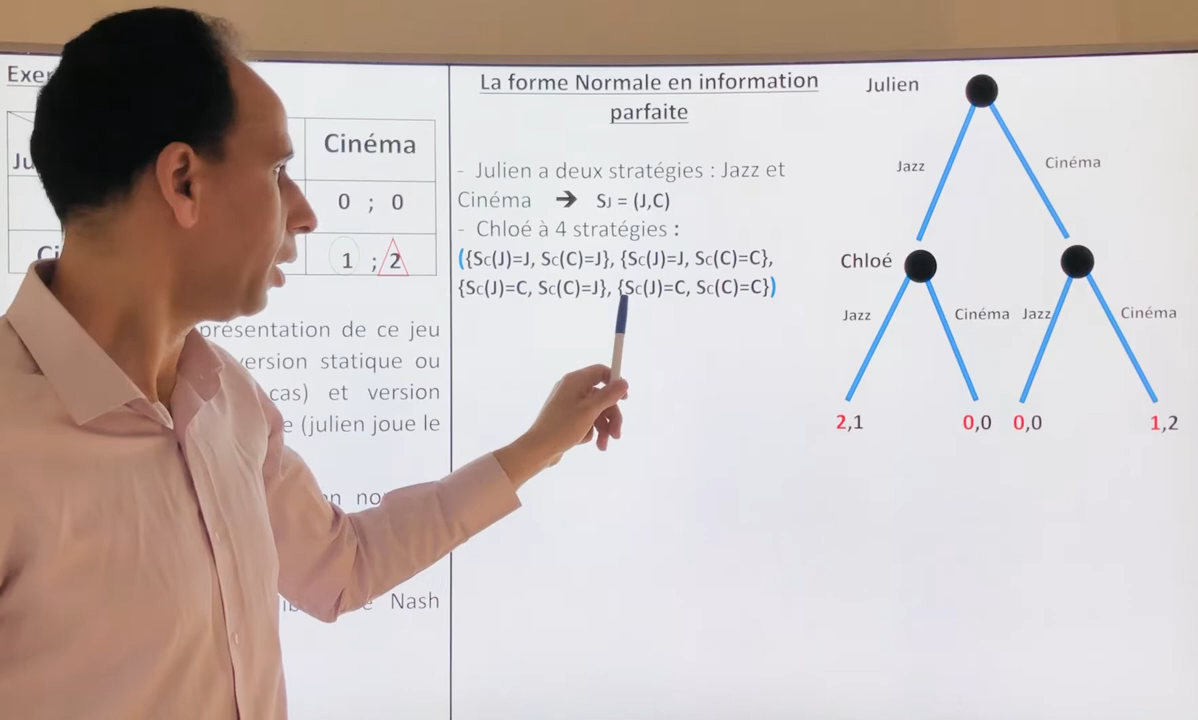 Cinéma
0 ; 0
1 ; 2
présentation de ce jeu
statique ou
cas) et version
(julien joue le
Nash
La forme Normale en information
parfaite
- Julien a deux stratégies : Jazz et
Cinéma ➔ SJ = (J,C)
- Chloé à 4 stratégies :
({Sc(J)=J, Sc(C)=J}, {Sc(J)=J, Sc(C)=C},
{Sc(J)=C, Sc(C)=J}, {Sc(J)=C, Sc(C)=C})
Julien
Jazz
Cinéma
Chloé
Jazz
Cinéma
Jazz
Cinéma
2,1
0,0
0,0
1,2